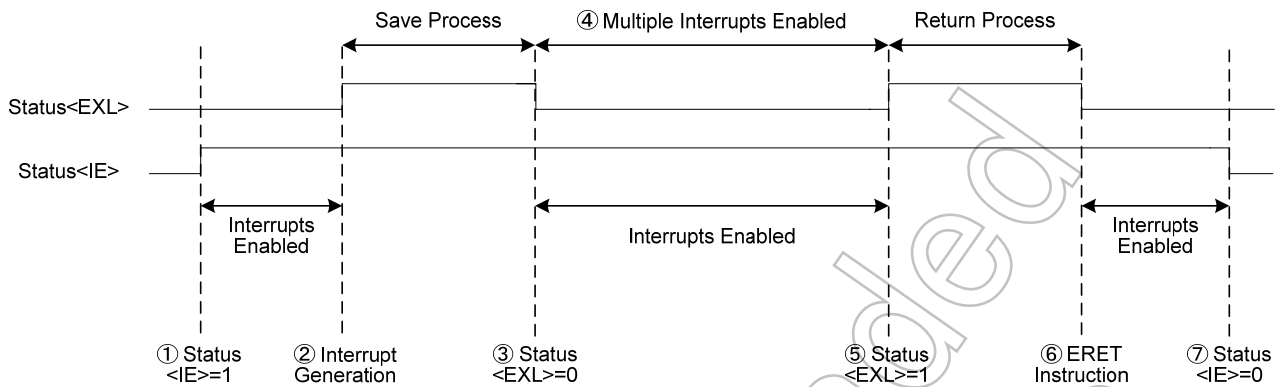 Save Process
④ Multiple Interrupts Enabled
Return Process
Status<EXL>
Status<IE>
Interrupts
Enabled
Interrupts Enabled
Interrupts
Enabled
① Status
<IE>=1
② Interrupt
Generation
③ Status
<EXL>=0
⑤ Status
<EXL>=1
⑥ ERET
Instruction
⑦ Status
<IE>=0
nded